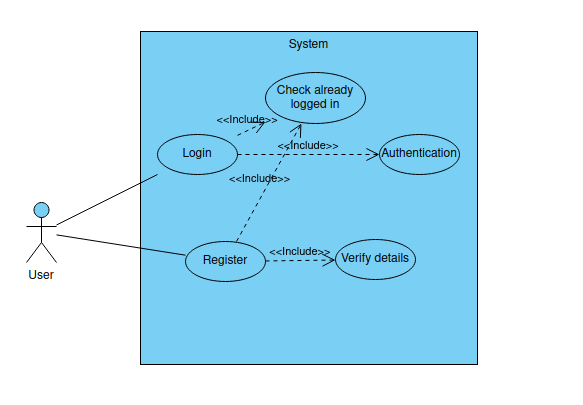 System
Check already
logged in
<<Include>>
<<Include>>
Login
Authentication
<<Include>>
User
Register
<<Include>>
Verify details